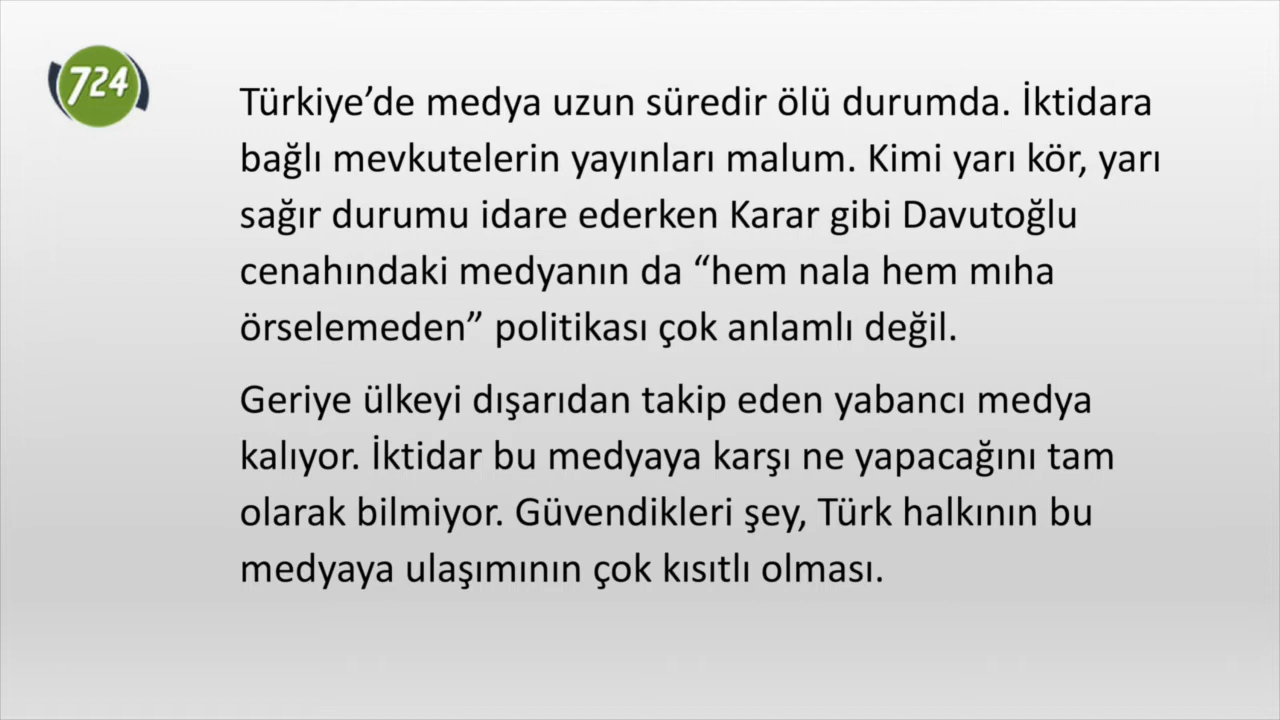 724
Türkiye’de medya uzun süredir ölü durumda. İktidara
bağlı mevkutelerin yayınları malum. Kimi yarı kör, yarı
sağır durumu idare ederken Karar gibi Davutoğlu
cenahındaki medyanın da “hem nala hem mıha
örselemeden” politikası çok anlamlı değil.
Geriye ülkeyi dışarıdan takip eden yabancı medya
kalıyor. İktidar bu medyaya karşı ne yapacağını tam
olarak bilmiyor. Güvendikleri şey, Türk halkının bu
medyaya ulaşımının çok kısıtlı olması.